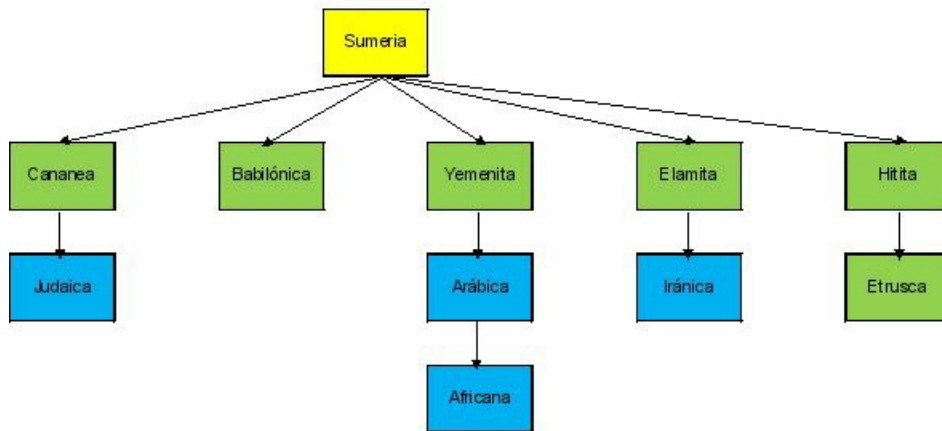 Sumeria
Cananea
Babilónica
Yemenita
Elamita
Hitita
Judaica
Arábica
Iránica
Etrusca
Africana